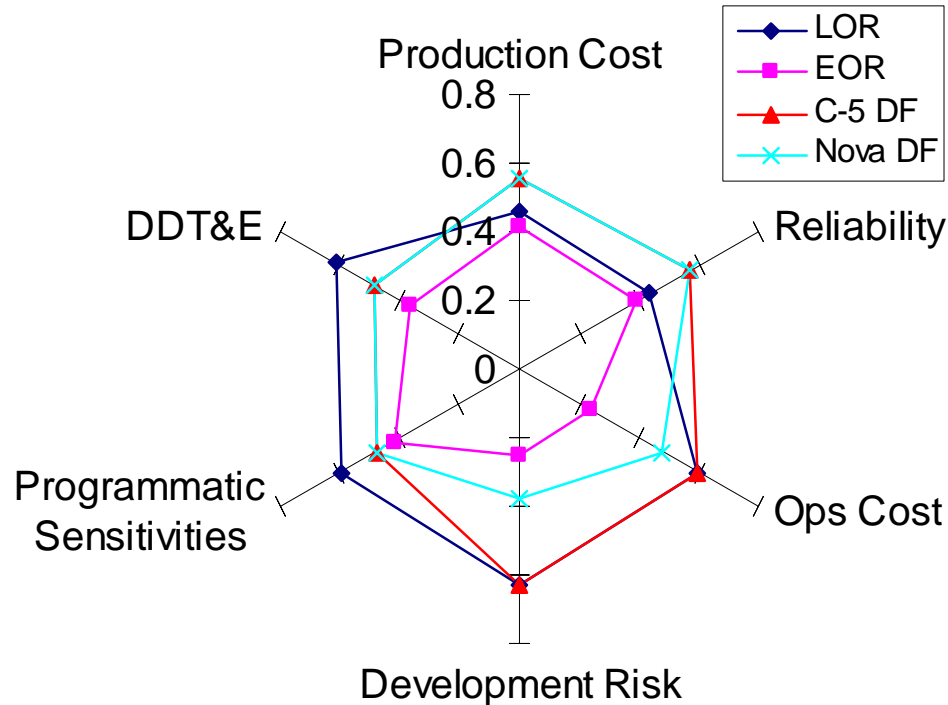 LOR
EOR
C-5 DF
Nova DF
Production Cost
0.8
0.6
0.4
0.2
0
DDT&E
Reliability
Programmatic
Sensitivities
Ops Cost
Development Risk